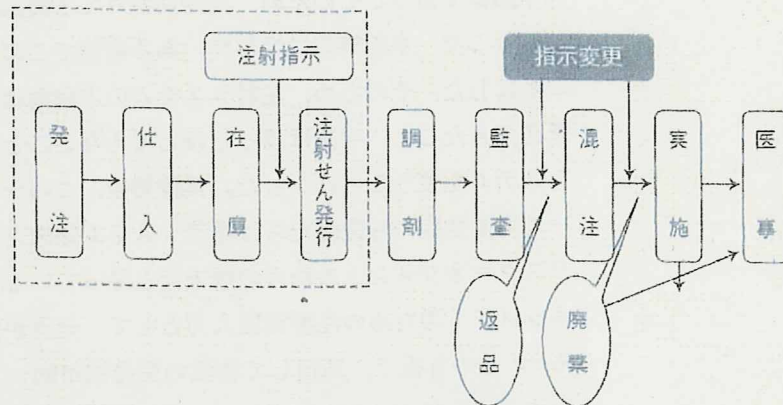 注射指示
指示変更
発注
仕入
在庫
注射せん発行
調剤
監査
混注
実施
医事
返品
廃棄